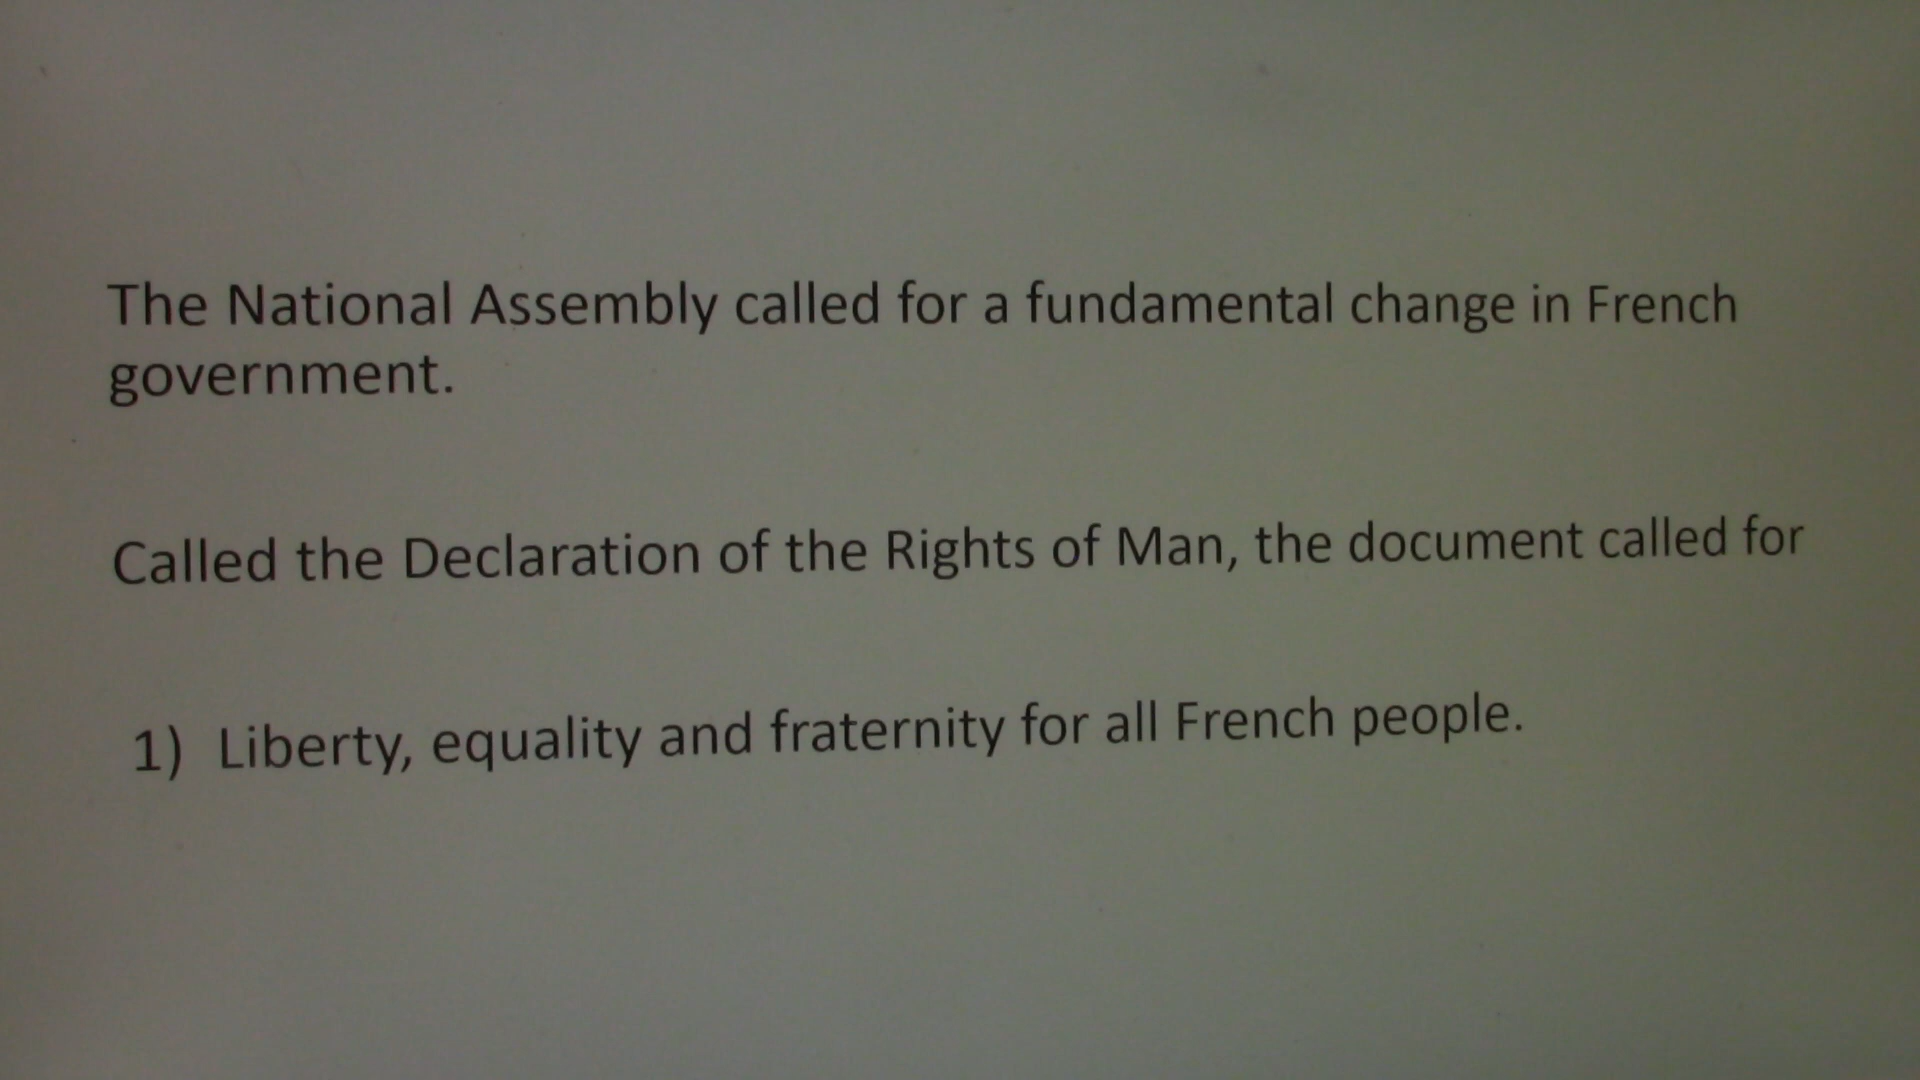 The National Assembly called for a fundamental change in French
government.
Called the Declaration of the Rights of Man, the document called for
1) Liberty, equality and fraternity for all French people.